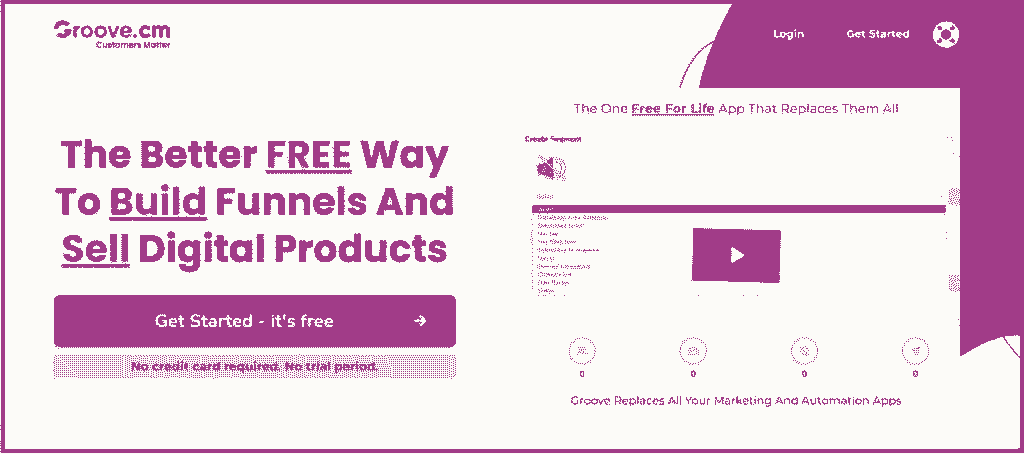 Groove.cm
Customers Matter
Login
Get Started
The One Free For Life App That Replaces Them All
Create Segment
The Better FREE Way
To Build Funnels And
Sell Digital Products
Get Started - it's free
No credit card required. No trial period.
0
0
0
0
Groove Replaces All Your Marketing And Automation Apps